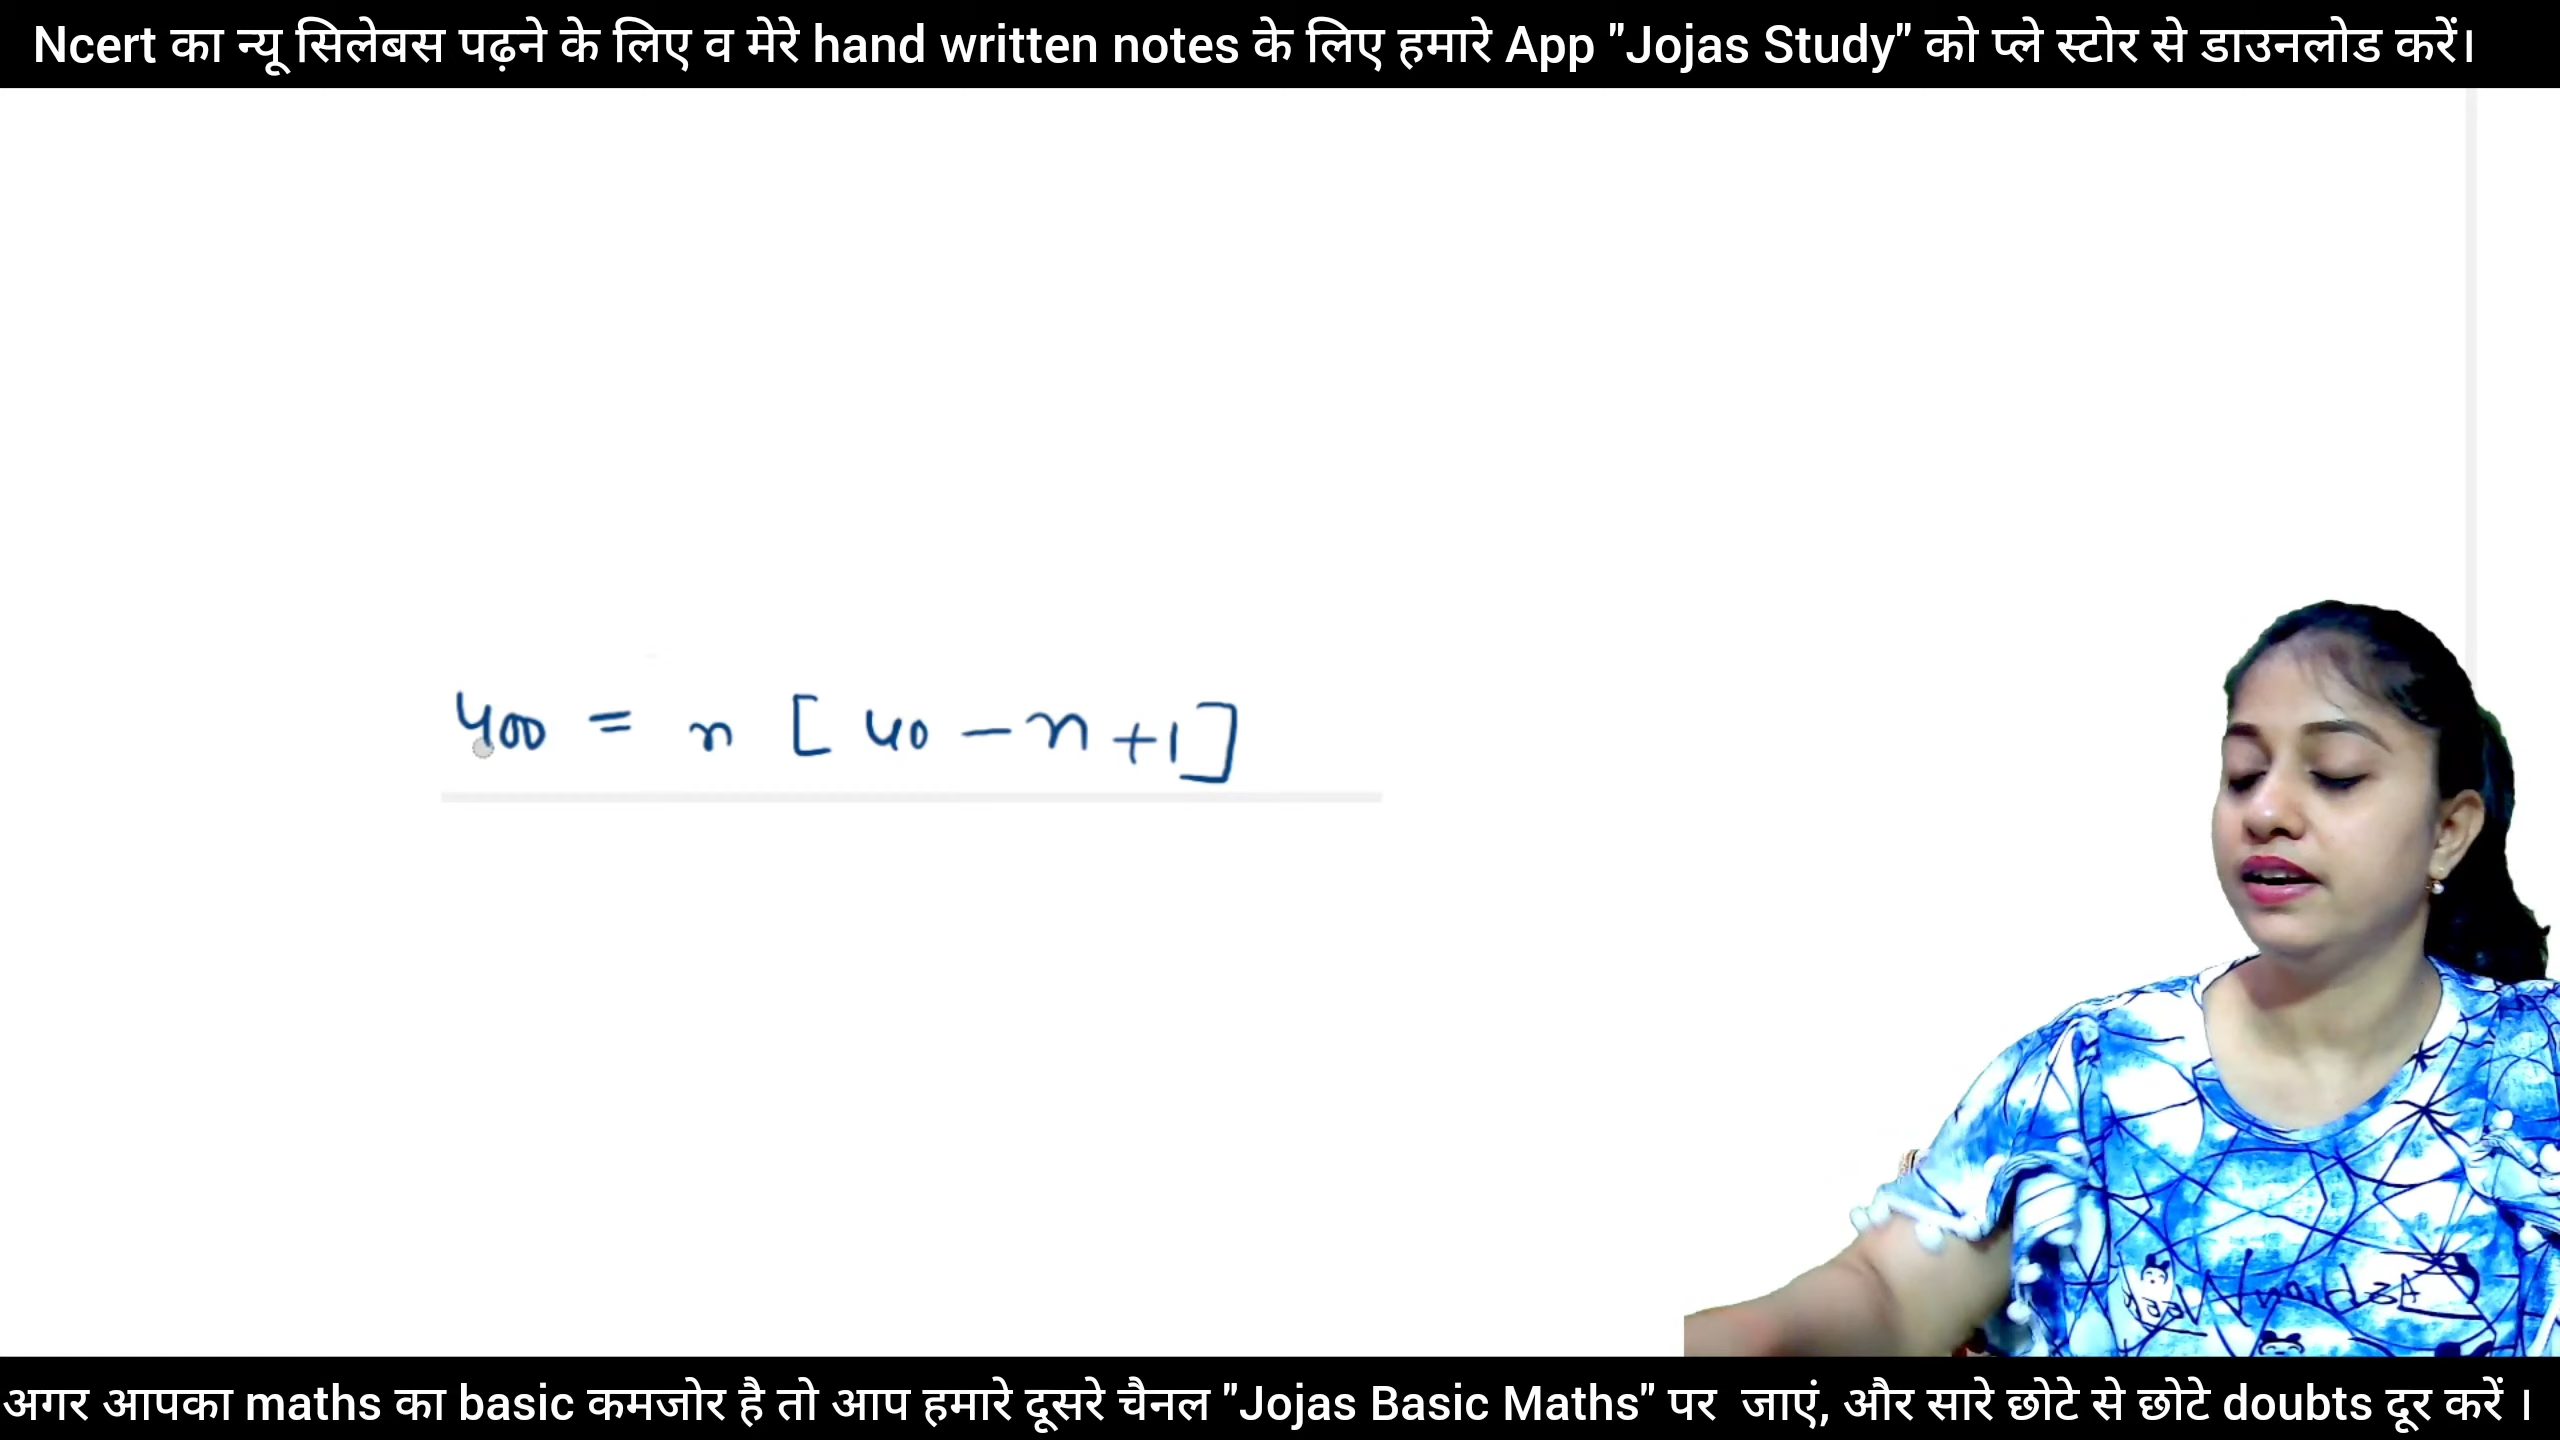 Ncert का न्यू सिलेबस पढ़ने के लिए व मेरे hand written notes के लिए हमारे App "Jojas Study" को प्ले स्टोर से डाउनलोड करें।
400 = n [ 40 - n + 1 ]
अगर आपका maths का basic कमजोर है तो आप हमारे दूसरे चैनल "Jojas Basic Maths" पर जाएं, और सारे छोटे से छोटे doubts दूर करें ।